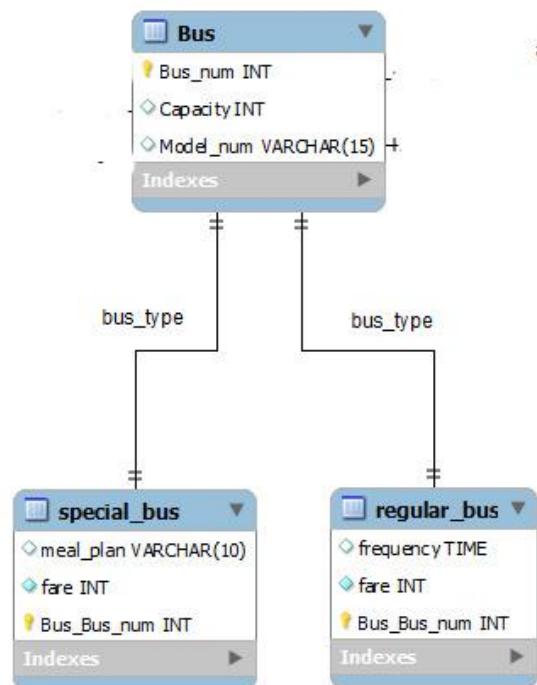 Bus
Bus_num INT
Capacity INT
Model_num VARCHAR(15)
Indexes
bus_type
bus_type
special_bus
meal_plan VARCHAR(10)
fare INT
Bus_Bus_num INT
Indexes
regular_bus
frequency TIME
fare INT
Bus_Bus_num INT
Indexes